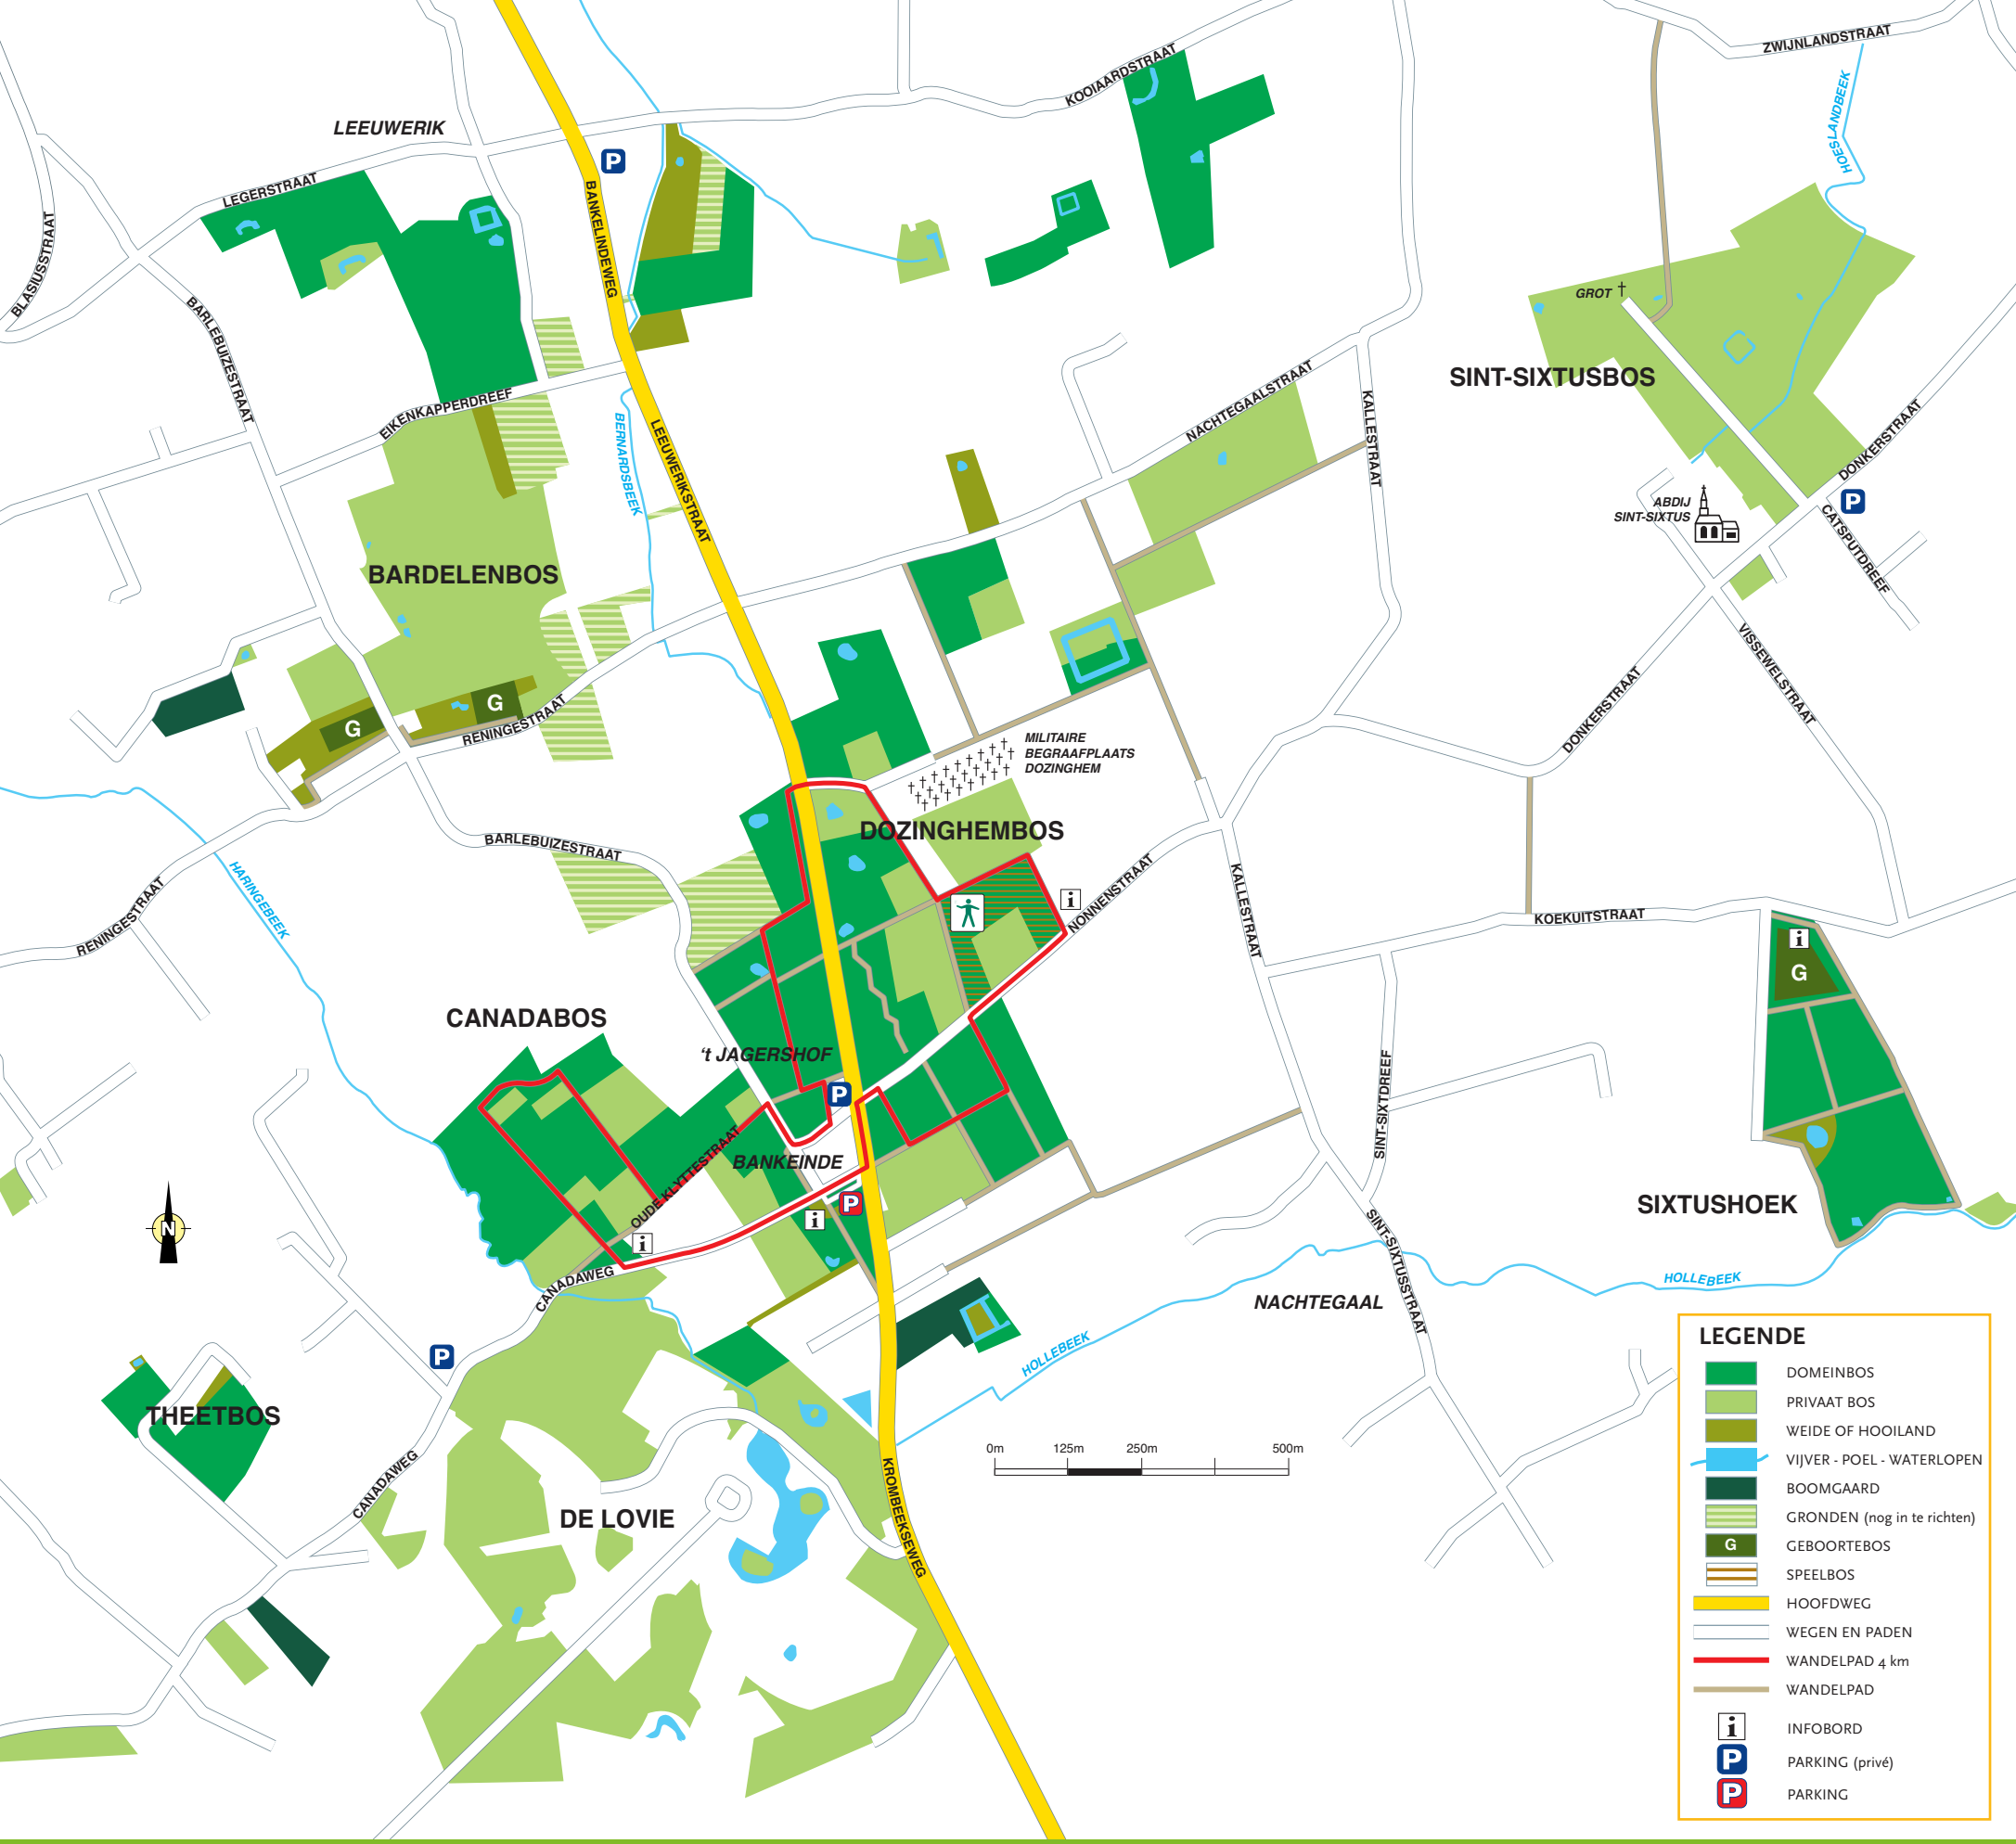 ZWIJNLANDSTRAAT
KOOIAARDSTRAAT
HOESLANDBEEK
LEEUWERIK
P
LEGERSTRAAT
BLASIUSSTRAAT
BANKELINDEWEG
BARLEBUIZESTRAAT
GROT †
SINT-SIXTUSBOS
NACHTEGAALSTRAAT
KALLESTRAAT
EIKENKAPPERDREEF
BERNARDSBEEK
LEEUWERIKSTRAAT
DONKERSTRAAT
P
ABDIJ
SINT-SIXTUS
CATSPUTDREEF
BARDELENBOS
VISSEWELSTRAAT
G
G
RENINGESTRAAT
DONKERSTRAAT
MILITAIRE
BEGRAAFPLAATS
DOZINGHEM
DOZINGHEMBOS
BARLEBUIZESTRAAT
HARINGEBEEK
RENINGESTRAAT
i
NONNENSTRAAT
KALLESTRAAT
KOEKUITSTRAAT
i
G
CANADABOS
't JAGERSHOF
P
SINT-SIXTDREEF
OUDE KLYTTESTRAAT
BANKEINDE
P
i
i
SIXTUSHOEK
N
CANADAWEG
SINT-SIXTUSSTRAAT
HOLLEBEEK
NACHTEGAAL
HOLLEBEEK
P
THEETBOS
CANADAWEG
DE LOVIE
KROMBEEKSEWEG
0m 125m 250m 500m
LEGENDE
DOMEINBOS
PRIVAAT BOS
WEIDE OF HOOILAND
VIJVER - POEL - WATERLOPEN
BOOMGAARD
GRONDEN (nog in te richten)
G GEBOORTEBOS
SPEELBOS
HOOFDWEG
WEGEN EN PADEN
WANDELPAD 4 km
WANDELPAD
i INFOBORD
P PARKING (privé)
P PARKING